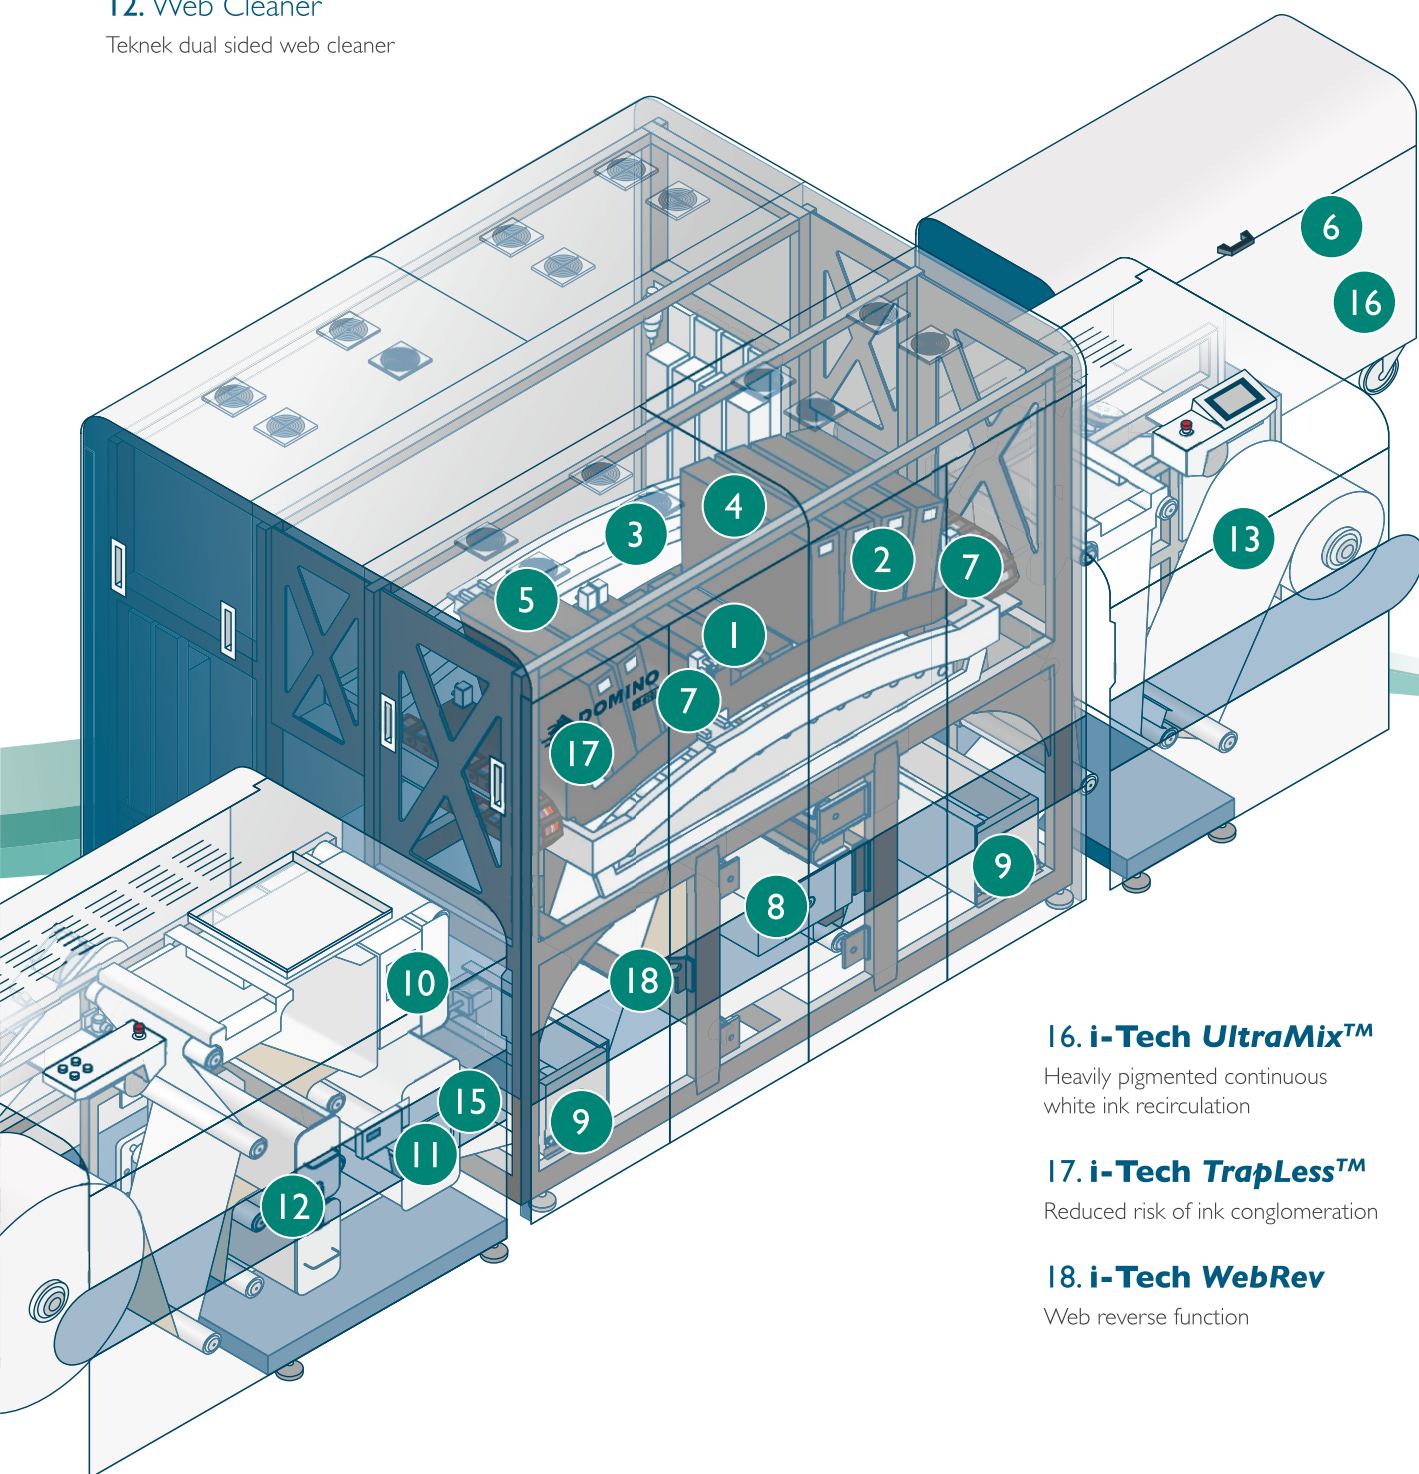 12. Web Cleaner
Teknek dual sided web cleaner
6
16
4
3
2
7
13
5
1
7
DOMINO
17
9
8
18
10
15
9
11
12
16. i-Tech UltraMix™
Heavily pigmented continuous
white ink recirculation
17. i-Tech TrapLess™
Reduced risk of ink conglomeration
18. i-Tech WebRev
Web reverse function